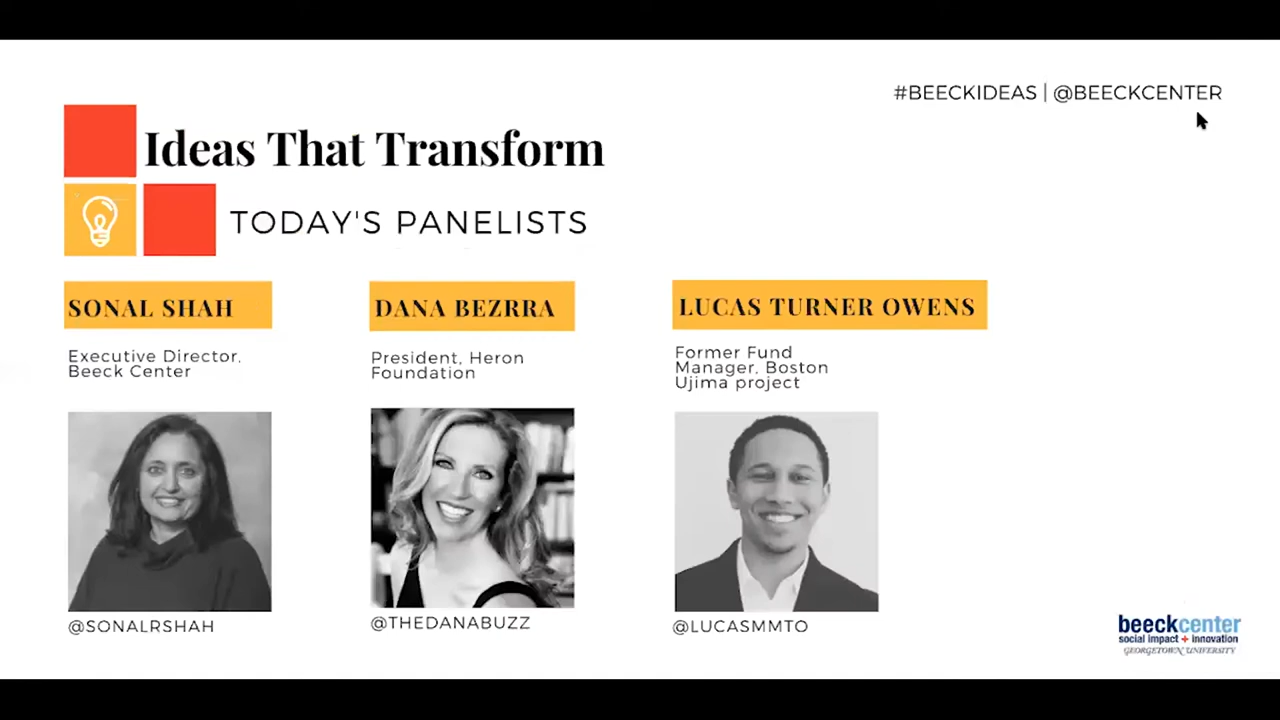 #BEECKIDEAS | @BEECKCENTER
Ideas That Transform
TODAY'S PANELISTS
SONAL SHAH
Executive Director,
Beeck Center
@SONALRSHAH
DANA BEZRRA
President, Heron
Foundation
@THEDANABUZZ
LUCAS TURNER OWENS
Former Fund
Manager, Boston
Ujima project
@LUCASMMTO
beeckcenter
social impact + innovation
GEORGETOWN UNIVERSITY